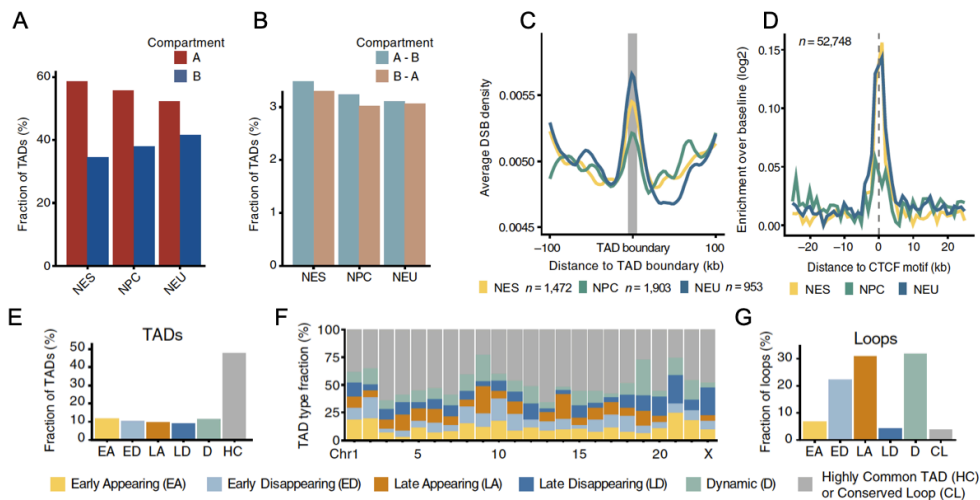 A
Compartment
A
B
Fraction of TADs (%)
60
40
20
0
NES
NPC
NEU
B
Compartment
A - B
B - A
Fraction of TADs (%)
3
2
1
0
NES
NPC
NEU
C
Average DSB density
0.0055
0.0050
0.0045
−100
TAD boundary
100
Distance to TAD boundary (kb)
NES n = 1,472 NPC n = 1,903 NEU n = 953
D
n = 52,748
Enrichment over baseline (log2)
0.15
0.10
0.05
0.00
−20 −10 0 10 20
Distance to CTCF motif (kb)
NES NPC NEU
E
TADs
Fraction of TADs (%)
50
40
30
20
10
0
EA ED LA LD D HC
F
TAD type fraction (%)
100
75
50
25
0
Chr1 5 10 15 20 X
G
Loops
Fraction of loops (%)
30
20
10
0
EA ED LA LD D CL
Early Appearing (EA) Early Disappearing (ED) Late Appearing (LA) Late Disappearing (LD) Dynamic (D) Highly Common TAD (HC)
or Conserved Loop (CL)